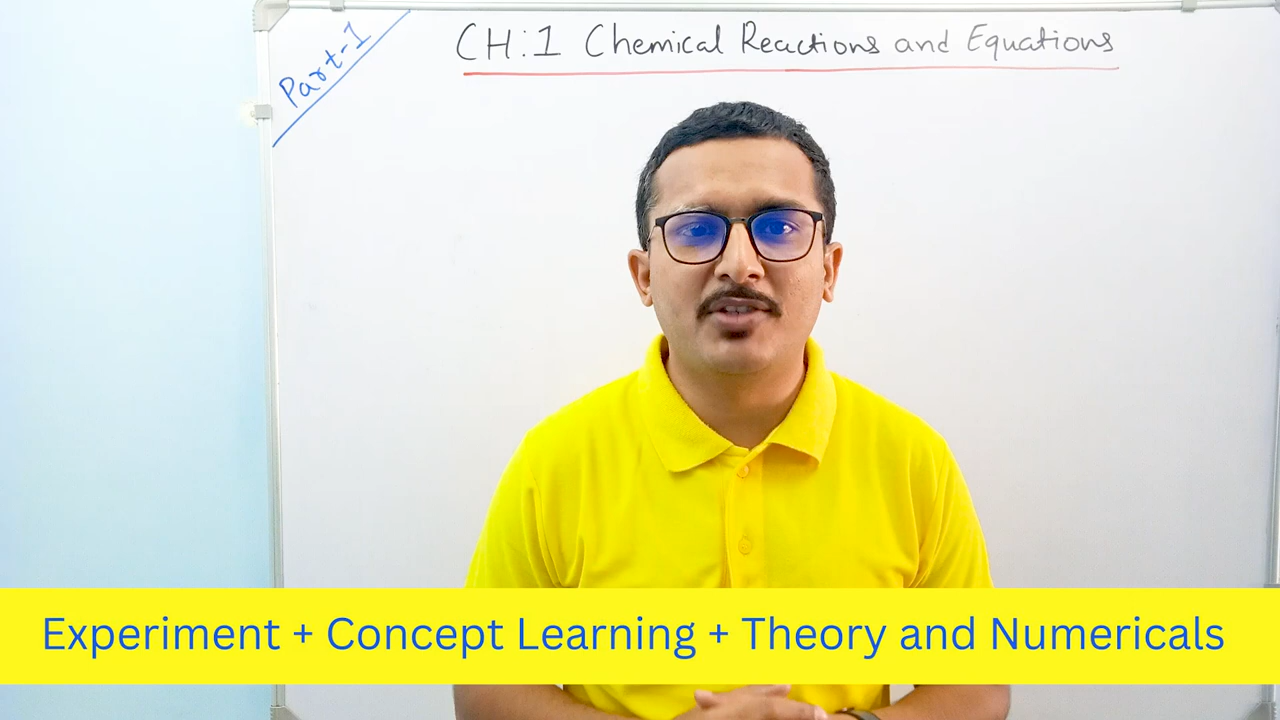 Part-1
CH:1 Chemical Reactions and Equations
Experiment + Concept Learning + Theory and Numericals